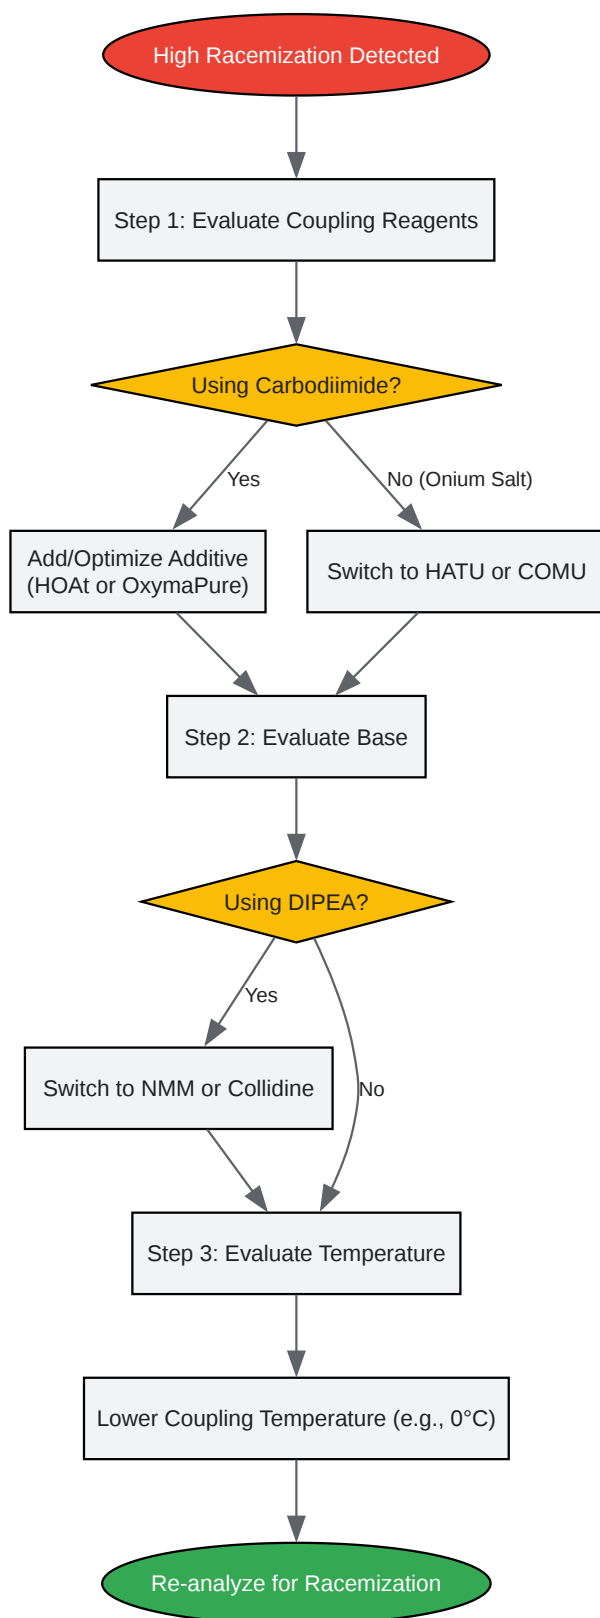 High Racemization Detected
Step 1: Evaluate Coupling Reagents
Using Carbodiimide?
Yes
No (Onium Salt)
Add/Optimize Additive
(HOAt or OxymaPure)
Switch to HATU or COMU
Step 2: Evaluate Base
Using DIPEA?
Yes
Switch to NMM or Collidine
No
Step 3: Evaluate Temperature
Lower Coupling Temperature (e.g., 0°C)
Re-analyze for Racemization